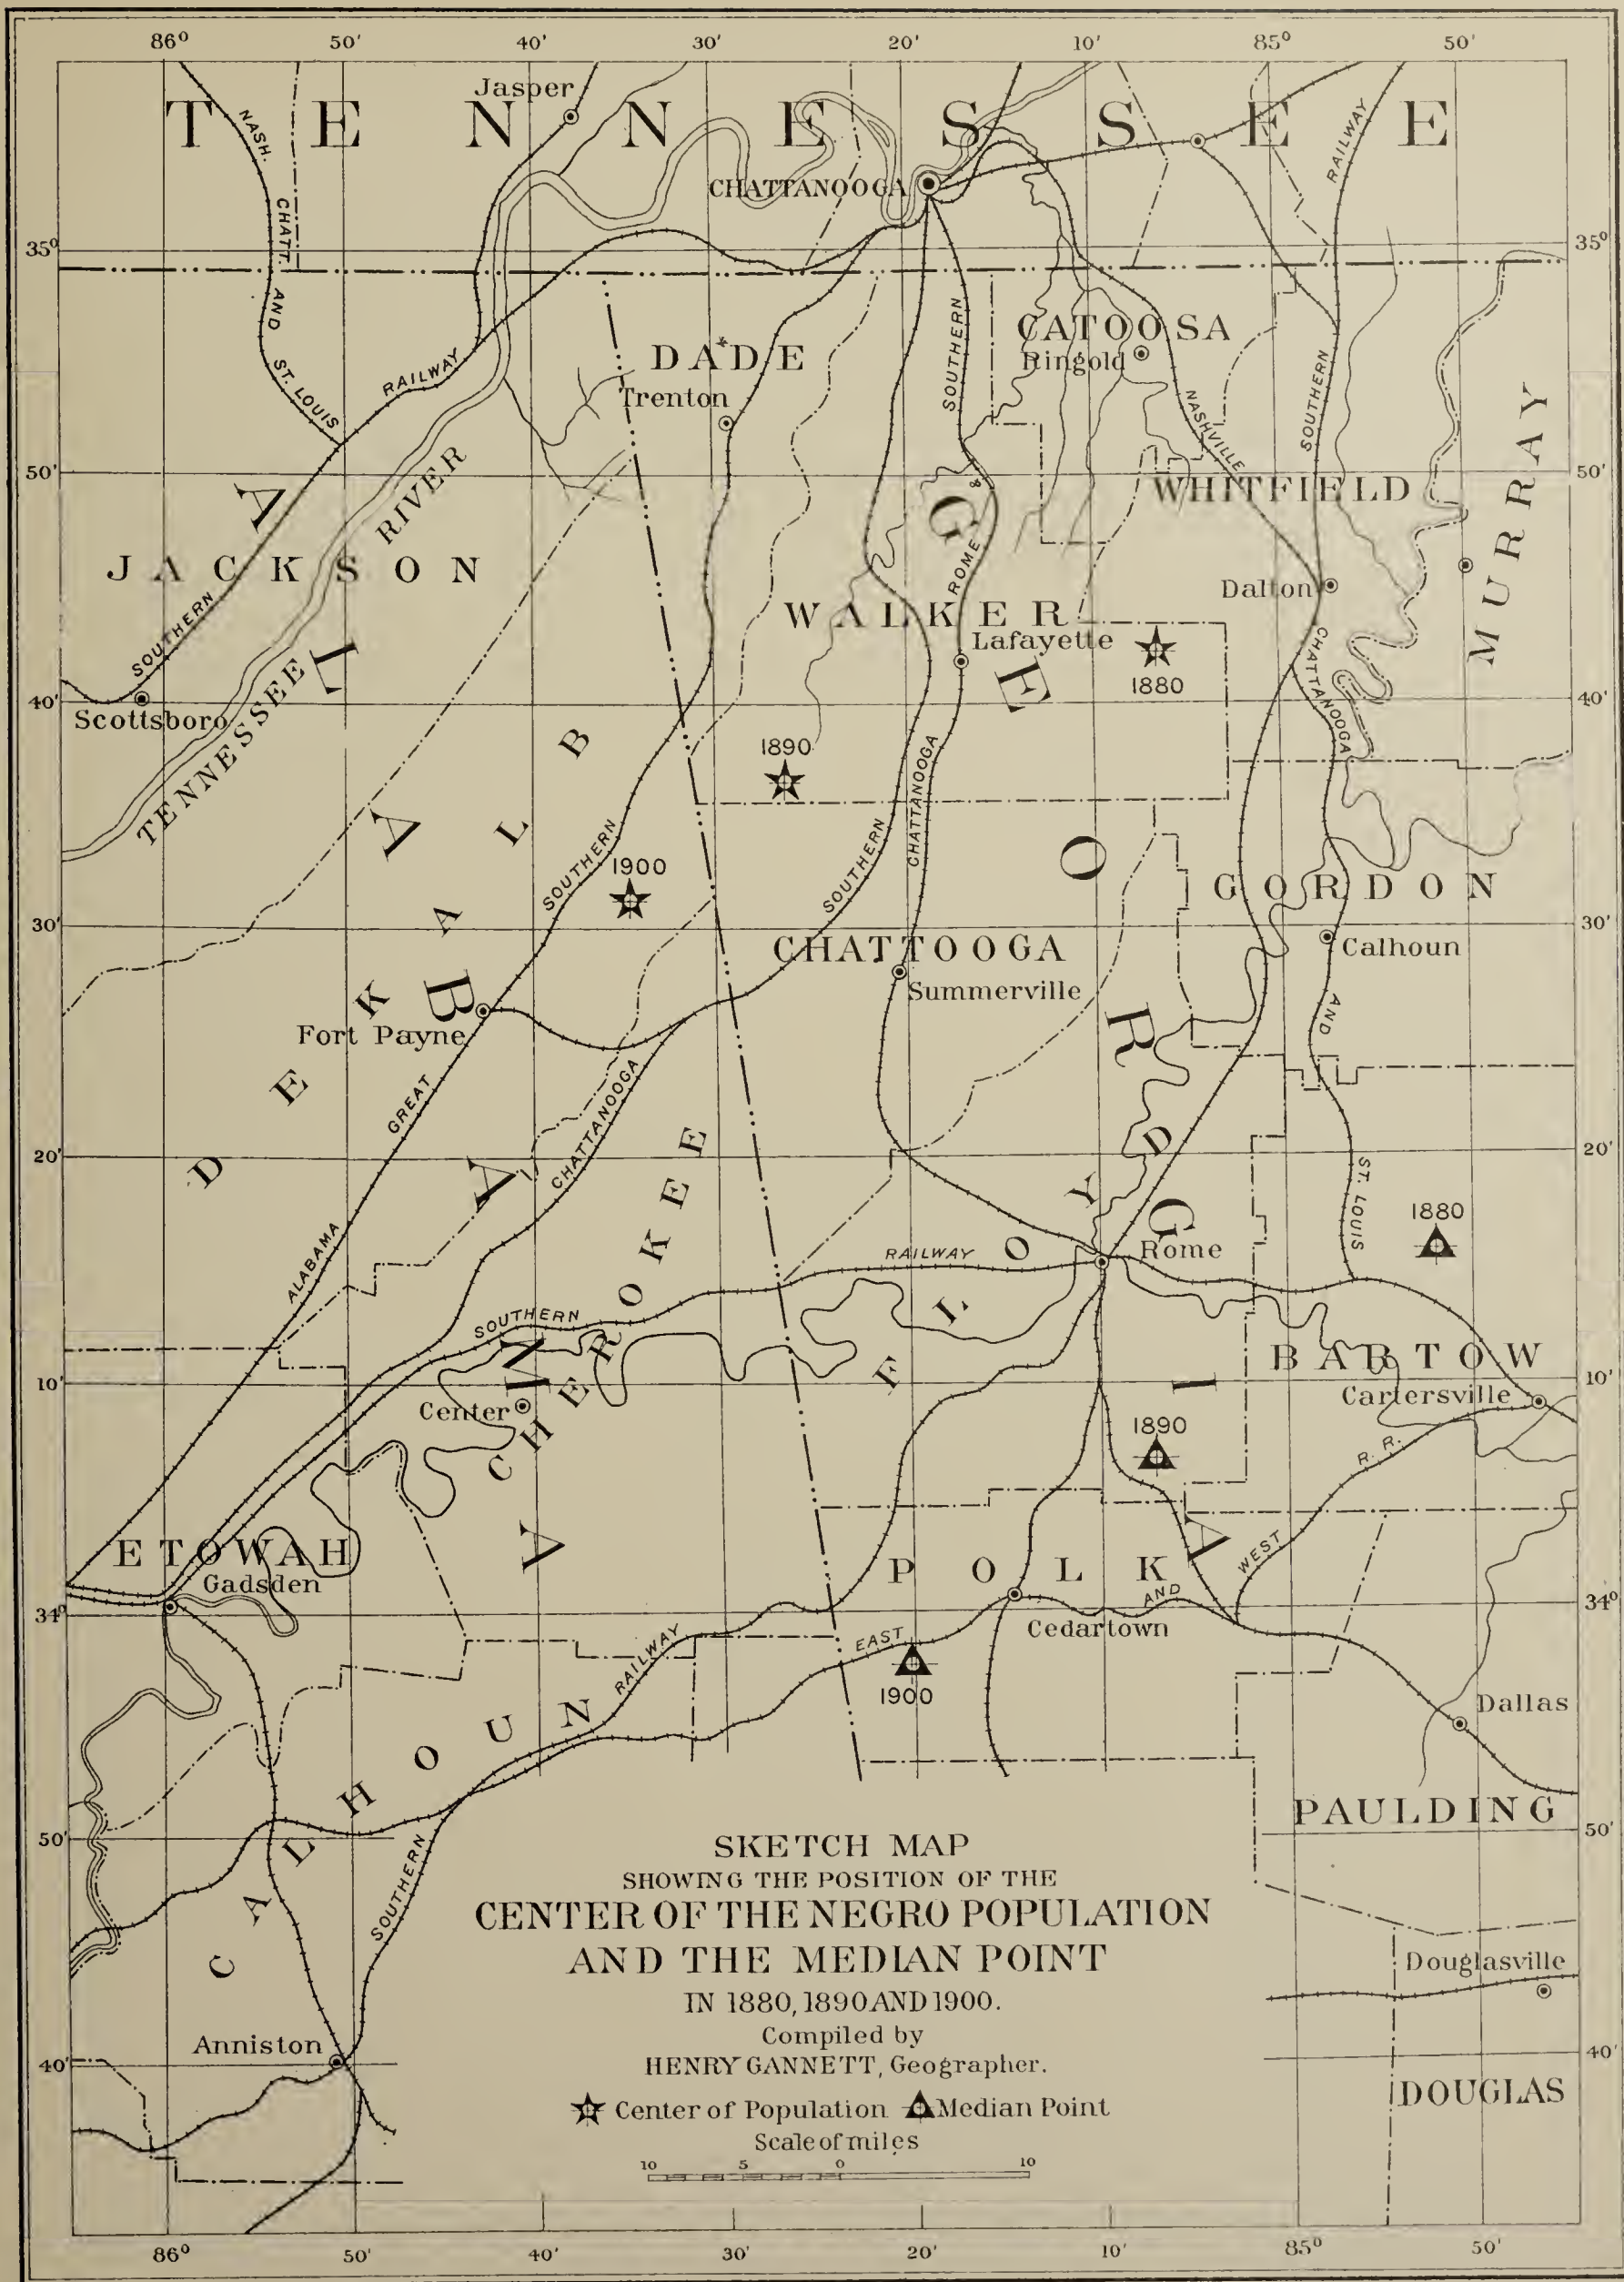 86° 50' 40' 30' 20' 10' 85° 50'
TENNESSEE
Jasper
NASH. CHATT. AND ST. LOUIS
RAILWAY
CHATTANOOGA
RAILWAY
35° 35°
DADE
Trenton
CATOOSA
Ringold
SOUTHERN
NASHVILLE
SOUTHERN
MURRAY
50' 50'
WHITFIELD
ALABAMA
GEORGIA
TENNESSEE RIVER
JACKSON
SOUTHERN
ROME
Dalton
WALKER
Lafayette
1880
CHATTANOOGA
40' 40'
Scottsboro
1890
CHATTANOOGA
1900
SOUTHERN
SOUTHERN
DEKALB
GORDON
30' 30'
CHATTOOGA
Calhoun
Summerville
Fort Payne
AND
GREAT
CHATTANOOGA
20' 20'
CHEROKEE
FLOYD
ST. LOUIS
1880
ALABAMA
RAILWAY
Rome
SOUTHERN
BARTOW
10' 10'
Center
Cartersville
1890
R. R.
ETOWAH
WEST
Gadsden
POLK
AND
34° 34°
Cedartown
EAST
RAILWAY
1900
Dallas
CALHOUN
PAULDING
50' 50'
SOUTHERN
SKETCH MAP
SHOWING THE POSITION OF THE
CENTER OF THE NEGRO POPULATION
AND THE MEDIAN POINT
IN 1880, 1890 AND 1900.
Compiled by
HENRY GANNETT, Geographer.
Center of Population Median Point
Scale of miles
10 5 0 10
Douglasville
Anniston
40' 40'
DOUGLAS
86° 50' 40' 30' 20' 10' 85° 50'